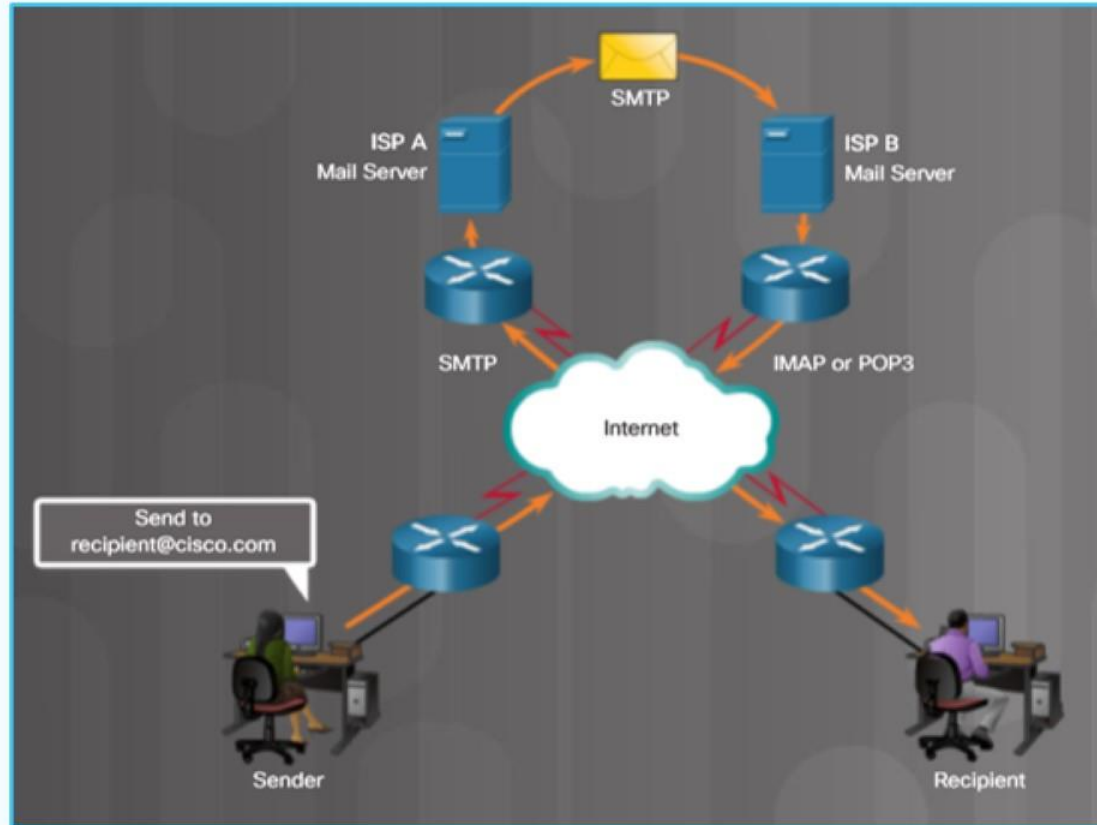 SMTP
ISP A
Mail Server
ISP B
Mail Server
SMTP
IMAP or POP3
Internet
Send to
recipient@cisco.com
Sender
Recipient